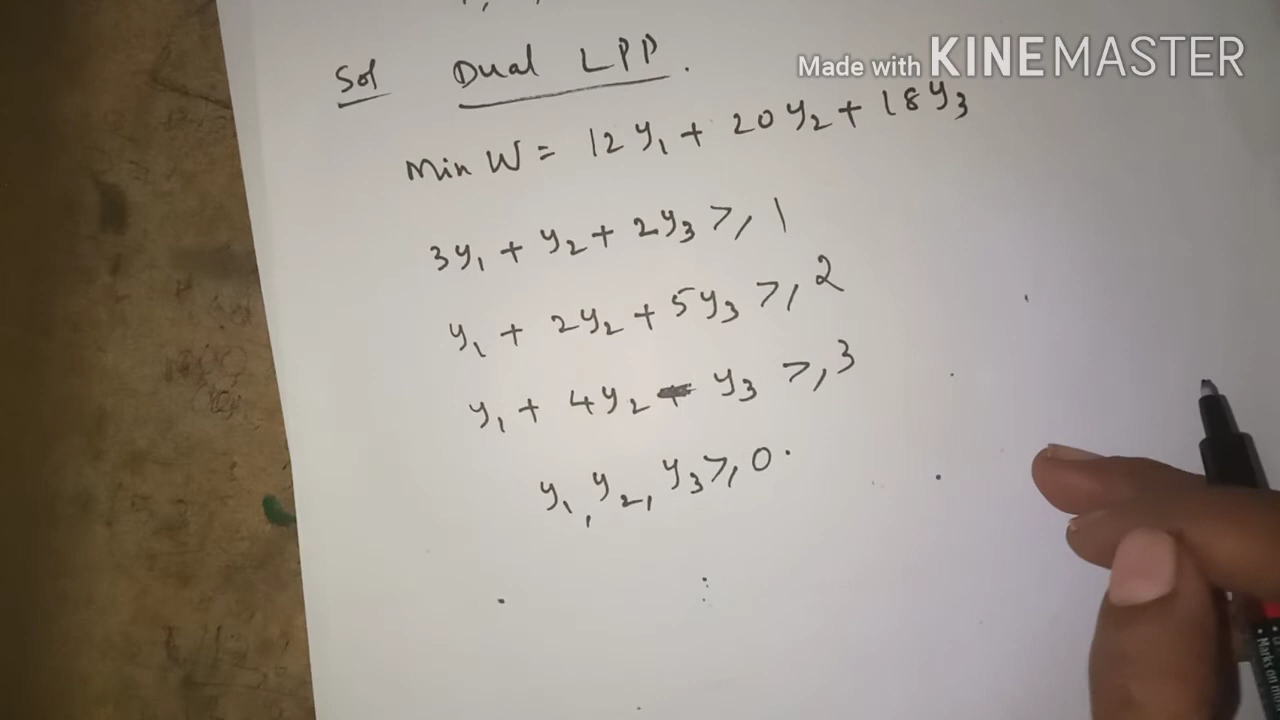 Made with KINEMASTER
Sol Dual LPP.
Min W = 12y₁ + 20y₂ + 18y₃
3y₁ + y₂ + 2y₃ ≥ 1
y₁ + 2y₂ + 5y₃ ≥ 2
y₁ + 4y₂ - y₃ ≥ 3
y₁, y₂, y₃ ≥ 0.